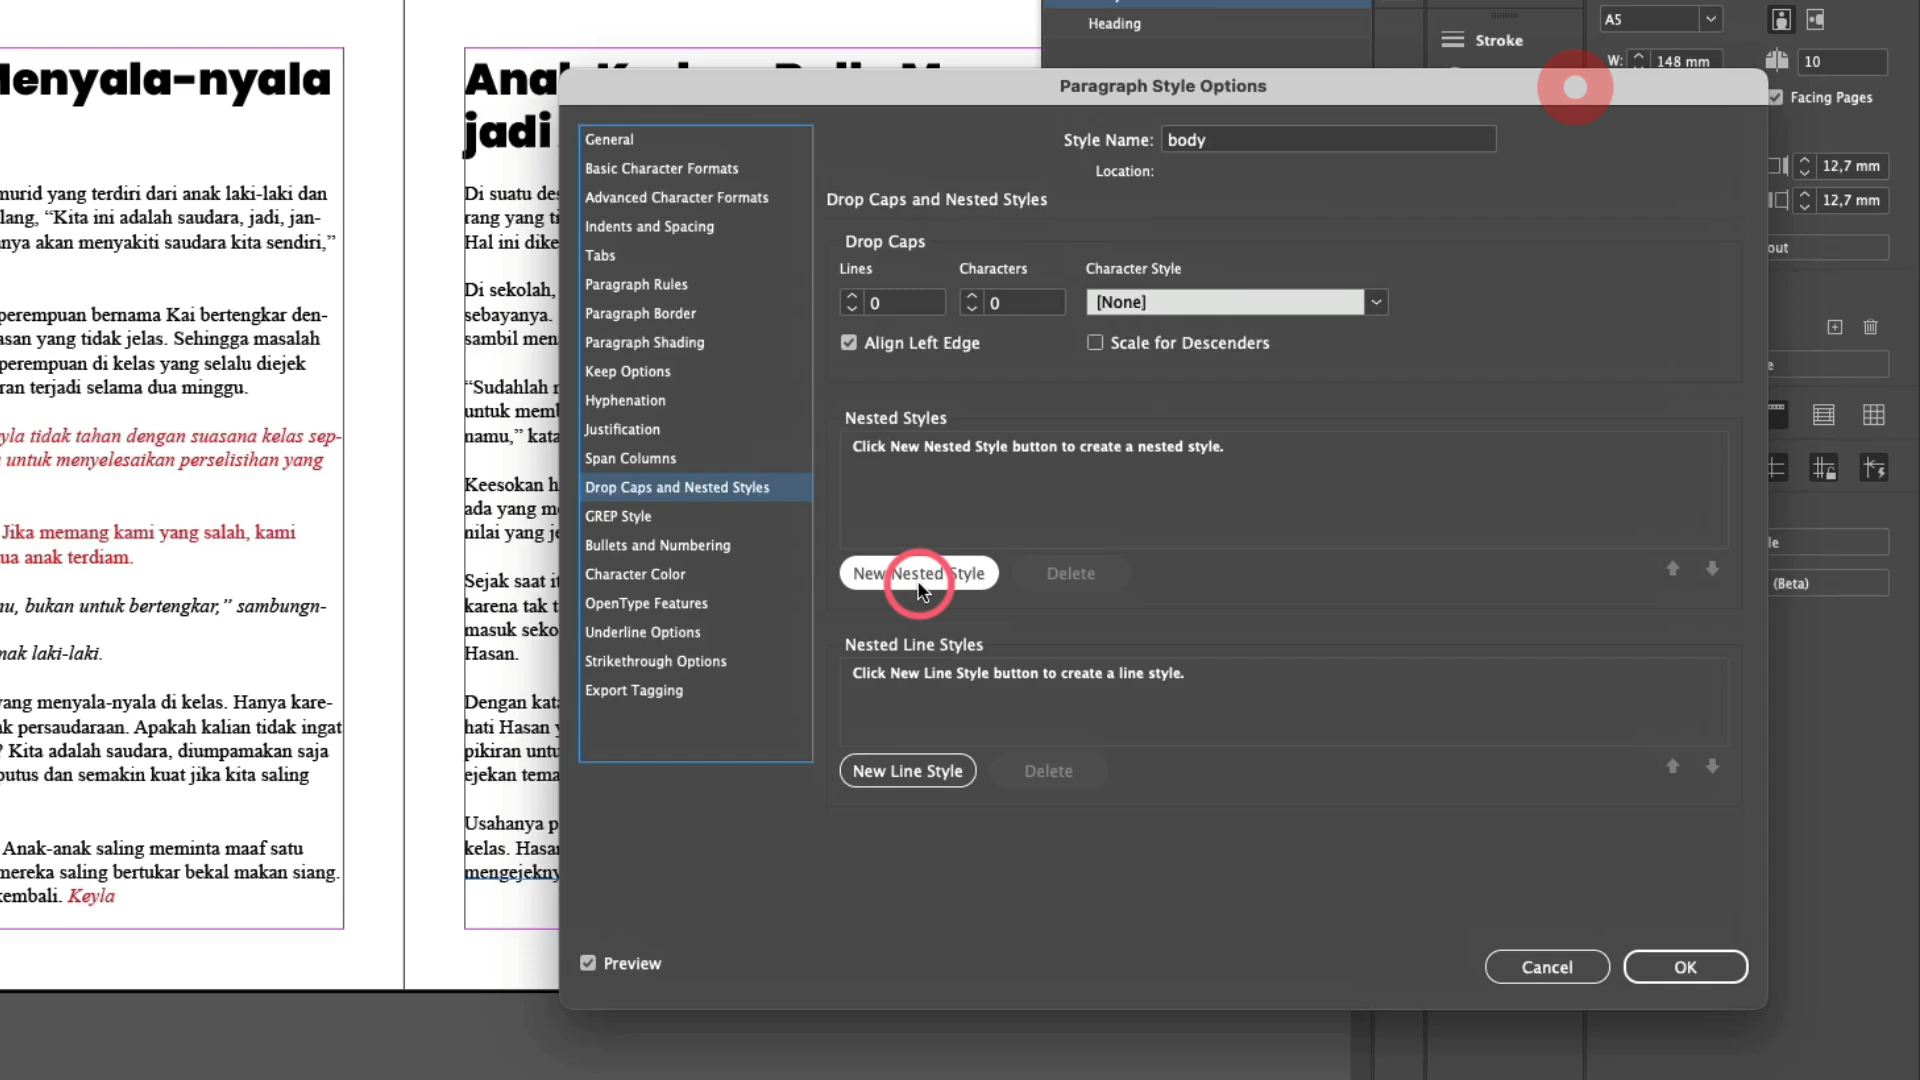 Heading
Stroke
A5
W:
148 mm
10
Facing Pages
12,7 mm
12,7 mm
out
(Beta)
Menyala-nyala
murid yang terdiri dari anak laki-laki dan
lang, “Kita ini adalah saudara, jadi, jan-
nya akan menyakiti saudara kita sendiri,”
perempuan bernama Kai bertengkar den-
asan yang tidak jelas. Sehingga masalah
perempuan di kelas yang selalu diejek
ran terjadi selama dua minggu.
yla tidak tahan dengan suasana kelas sep-
untuk menyelesaikan perselisihan yang
Jika memang kami yang salah, kami
ua anak terdiam.
nu, bukan untuk bertengkar,” sambungn-
nak laki-laki.
yang menyala-nyala di kelas. Hanya kare-
ak persaudaraan. Apakah kalian tidak ingat
? Kita adalah saudara, diumpamakan saja
putus dan semakin kuat jika kita saling
Anak-anak saling meminta maaf satu
mereka saling bertukar bekal makan siang.
kembali. Keyla
jadi
Di suatu des
rang yang ti
Hal ini dike
Di sekolah,
sebayanya.
sambil men
“Sudahlah
untuk meml
namu,” kata
Keesokan h
ada yang m
nilai yang je
Sejak saat it
karena tak t
masuk seko
Hasan.
Dengan kata
hati Hasan
pikiran untu
ejekan tema
Usahanya p
kelas. Hasan
mengejekny
Paragraph Style Options
General
Basic Character Formats
Advanced Character Formats
Indents and Spacing
Tabs
Paragraph Rules
Paragraph Border
Paragraph Shading
Keep Options
Hyphenation
Justification
Span Columns
Drop Caps and Nested Styles
GREP Style
Bullets and Numbering
Character Color
OpenType Features
Underline Options
Strikethrough Options
Export Tagging
Style Name: body
Location:
Drop Caps and Nested Styles
Drop Caps
Lines Characters Character Style
0 0 [None]
Align Left Edge Scale for Descenders
Nested Styles
Click New Nested Style button to create a nested style.
New Nested Style Delete
Nested Line Styles
Click New Line Style button to create a line style.
New Line Style Delete
Preview
Cancel OK